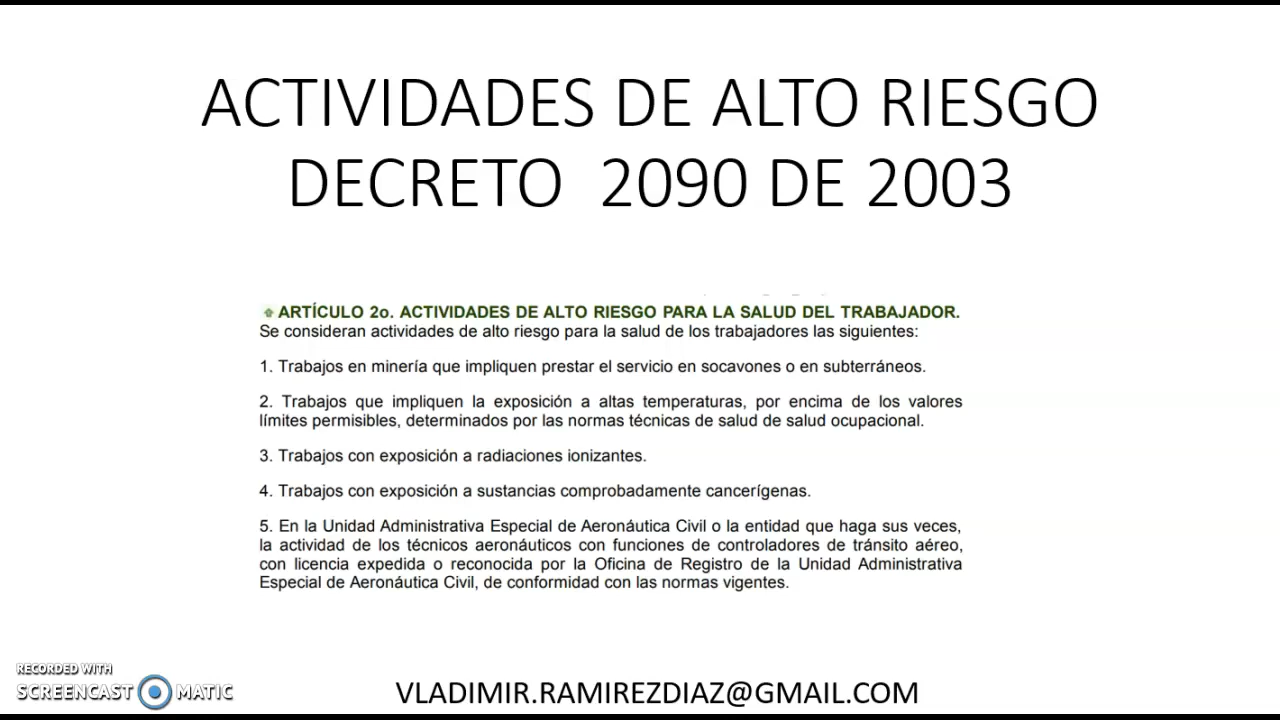 ACTIVIDADES DE ALTO RIESGO
DECRETO 2090 DE 2003
ARTÍCULO 2o. ACTIVIDADES DE ALTO RIESGO PARA LA SALUD DEL TRABAJADOR.
Se consideran actividades de alto riesgo para la salud de los trabajadores las siguientes:
1. Trabajos en minería que impliquen prestar el servicio en socavones o en subterráneos.
2. Trabajos que impliquen la exposición a altas temperaturas, por encima de los valores
límites permisibles, determinados por las normas técnicas de salud de salud ocupacional.
3. Trabajos con exposición a radiaciones ionizantes.
4. Trabajos con exposición a sustancias comprobadamente cancerígenas.
5. En la Unidad Administrativa Especial de Aeronáutica Civil o la entidad que haga sus veces,
la actividad de los técnicos aeronáuticos con funciones de controladores de tránsito aéreo,
con licencia expedida o reconocida por la Oficina de Registro de la Unidad Administrativa
Especial de Aeronáutica Civil, de conformidad con las normas vigentes.
RECORDED WITH
SCREENCAST MATIC
VLADIMIR.RAMIREZDIAZ@GMAIL.COM